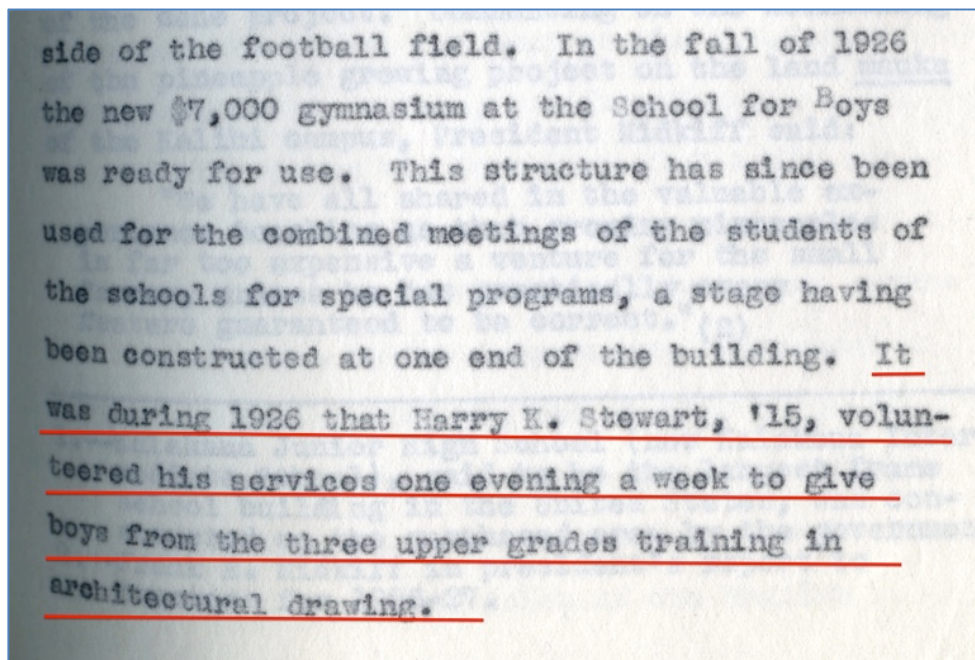 side of the football field. In the fall of 1926
the new $7,000 gymnasium at the School for Boys
was ready for use. This structure has since been
used for the combined meetings of the students of
the schools for special programs, a stage having
been constructed at one end of the building. It
was during 1926 that Harry K. Stewart, '15, volun-
teered his services one evening a week to give
boys from the three upper grades training in
architectural drawing.